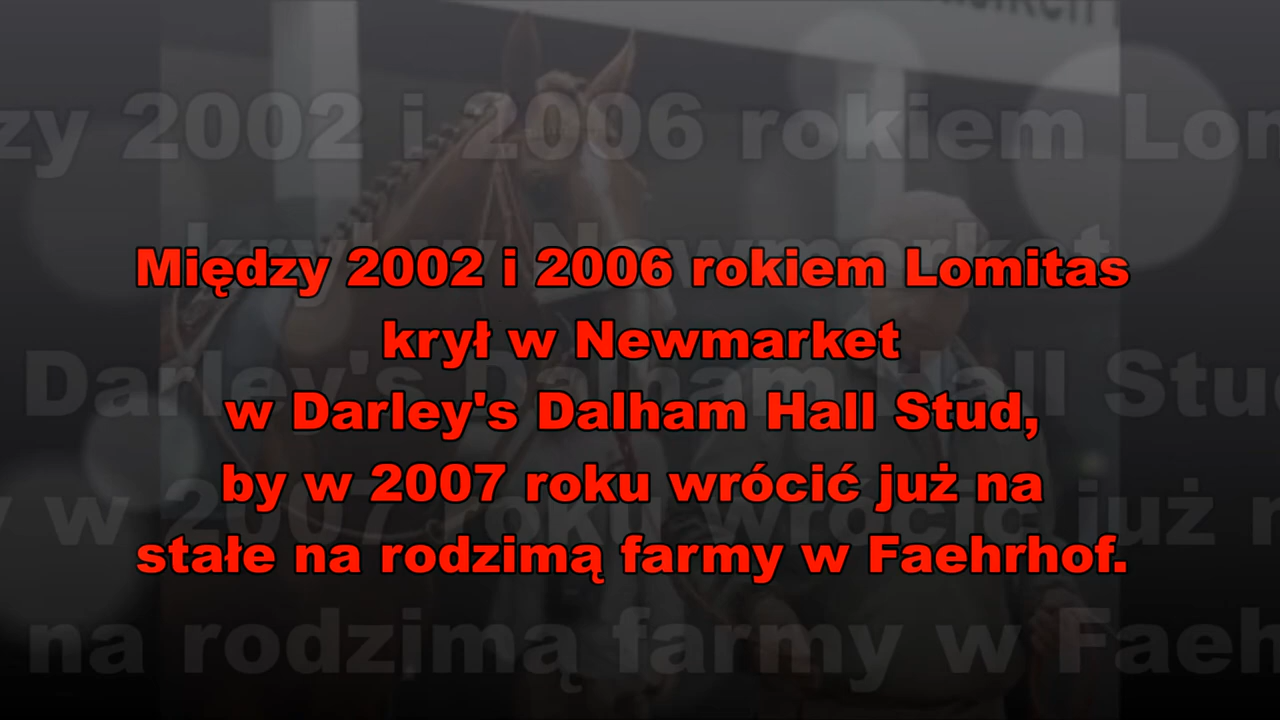 Między 2002 i 2006 rokiem Lomitas
krył w Newmarket
w Darley's Dalham Hall Stud,
by w 2007 roku wrócić już na
stałe na rodzimą farmy w Faehrhof.